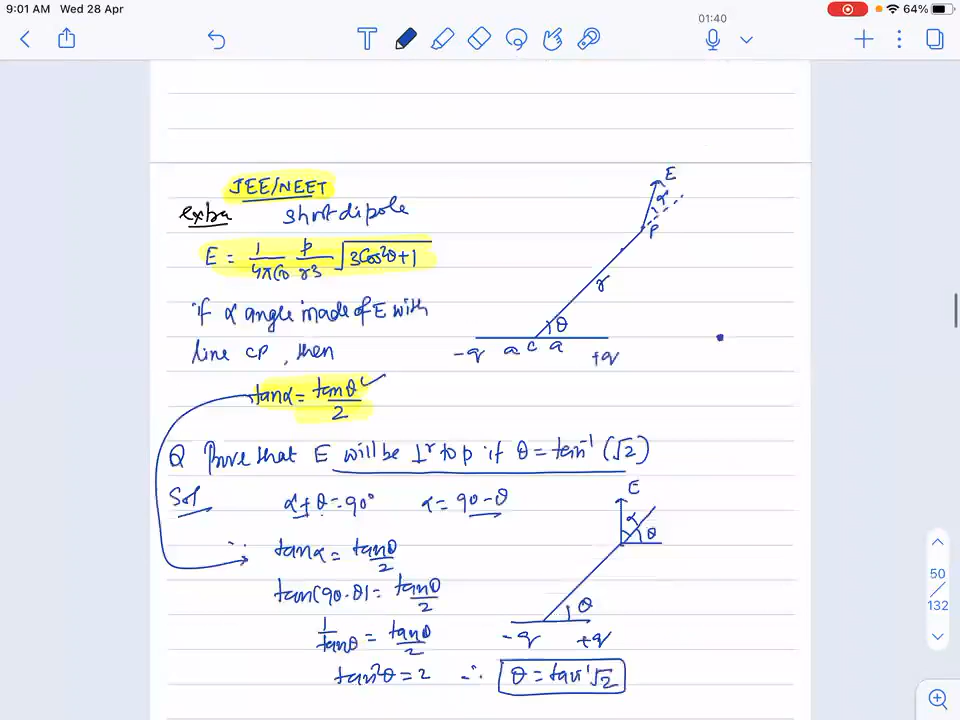 9:01 AM Wed 28 Apr
64%
01:40
T
JEE/NEET
extra short dipole
E = 1/4π∈0 p/r3 √3cos²θ+1
if α angle made of E with
line CP, then
tanα = tanθ/2
E
α
P
r
θ
-q a C a +q
Q Prove that E will be ⊥r to p if θ = tan⁻¹(√2)
Sol α+θ=90° α=90-θ
∴ tanα = tanθ/2
tan(90-θ) = tanθ/2
1/tanθ = tanθ/2
tan²θ = 2 ∴ θ = tan⁻¹√2
E
α
θ
θ
-q +q
50
/
132